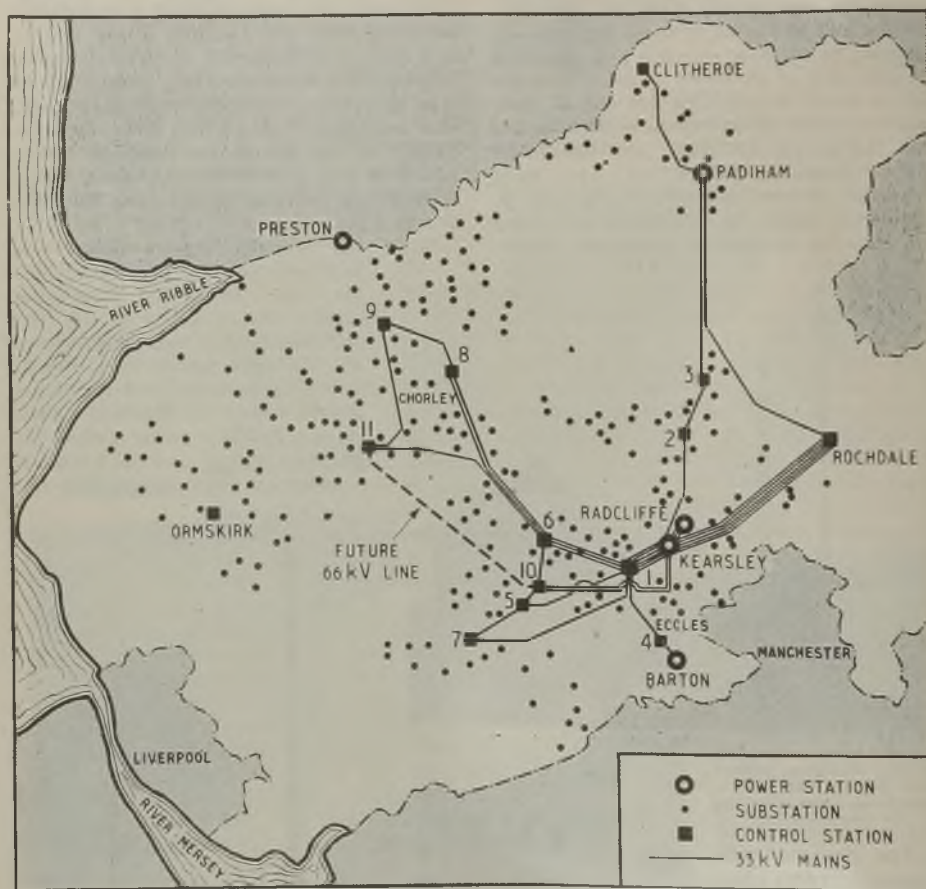 CLITHEROE
PADIHAM
PRESTON
RIVER RIBBLE
9
8
CHORLEY
3
11
2
ROCHDALE
RADCLIFFE
ORMSKIRK
FUTURE
66kV LINE
6
KEARSLEY
10
1
5
ECCLES
7
4
MANCHESTER
BARTON
LIVERPOOL
RIVER MERSEY
POWER STATION
SUBSTATION
CONTROL STATION
33kV MAINS